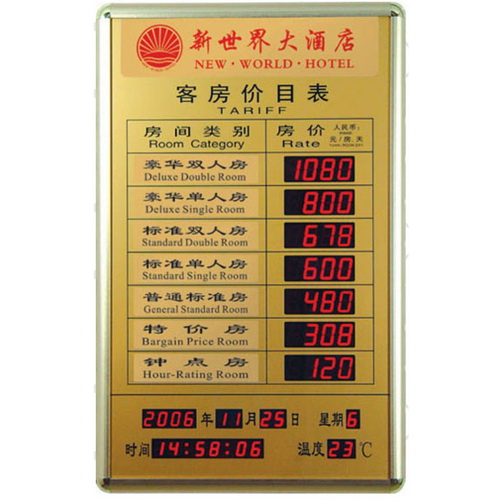 新世界大酒店
NEW·WORLD·HOTEL
客房价目表
TARIFF
房间类别 房价 人民币:
Room Category Rate 元/房.天
豪华双人房 1080
Deluxe Double Room
豪华单人房 800
Deluxe Single Room
标准双人房 678
Standard Double Room
标准单人房 600
Standard Single Room
普通标准房 480
General Standard Room
特价房 308
Bargain Price Room
钟点房 120
Hour-Rating Room
2006年11月25日 星期6
时间 14:58:06 温度23℃